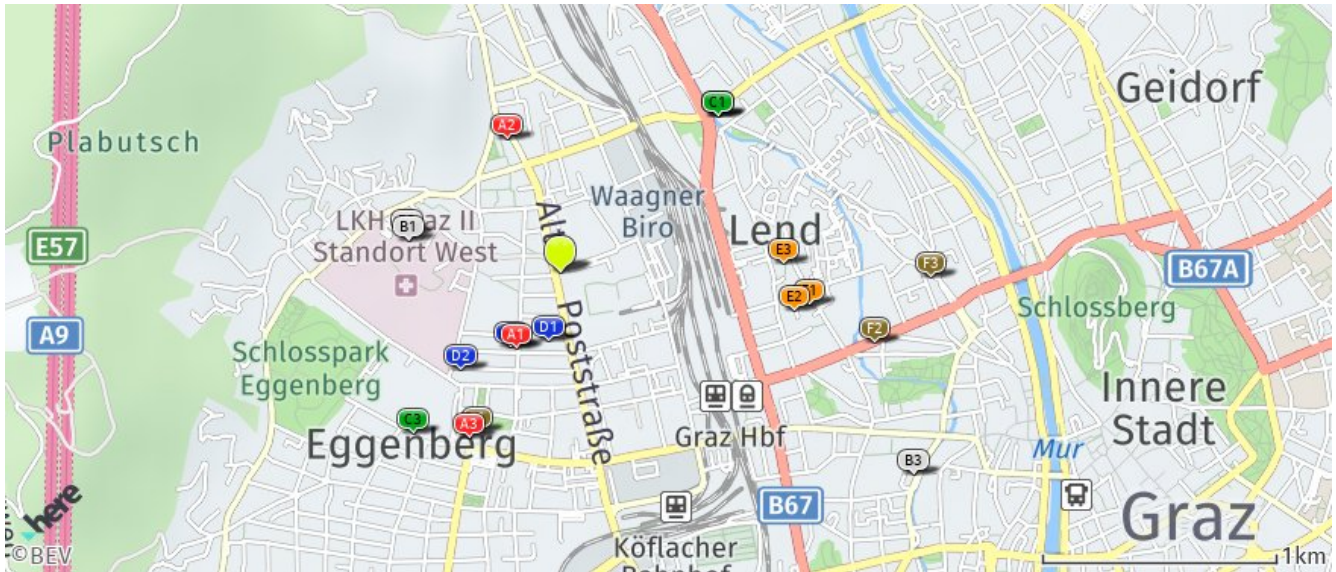 Geidorf
C1
A2
Plabutsch
Waagner
Biro
LKH Graz II
Standort West
B1
Lend
E3
E57
F3
B67A
E2
Schlossberg
A9
D1
A1
F2
Poststraße
D2
Schlosspark
Eggenberg
Innere
Stadt
C3
A3
Eggenberg
Graz Hbf
Mur
B3
B67
Graz
here
Köflacher
©BEV
1km